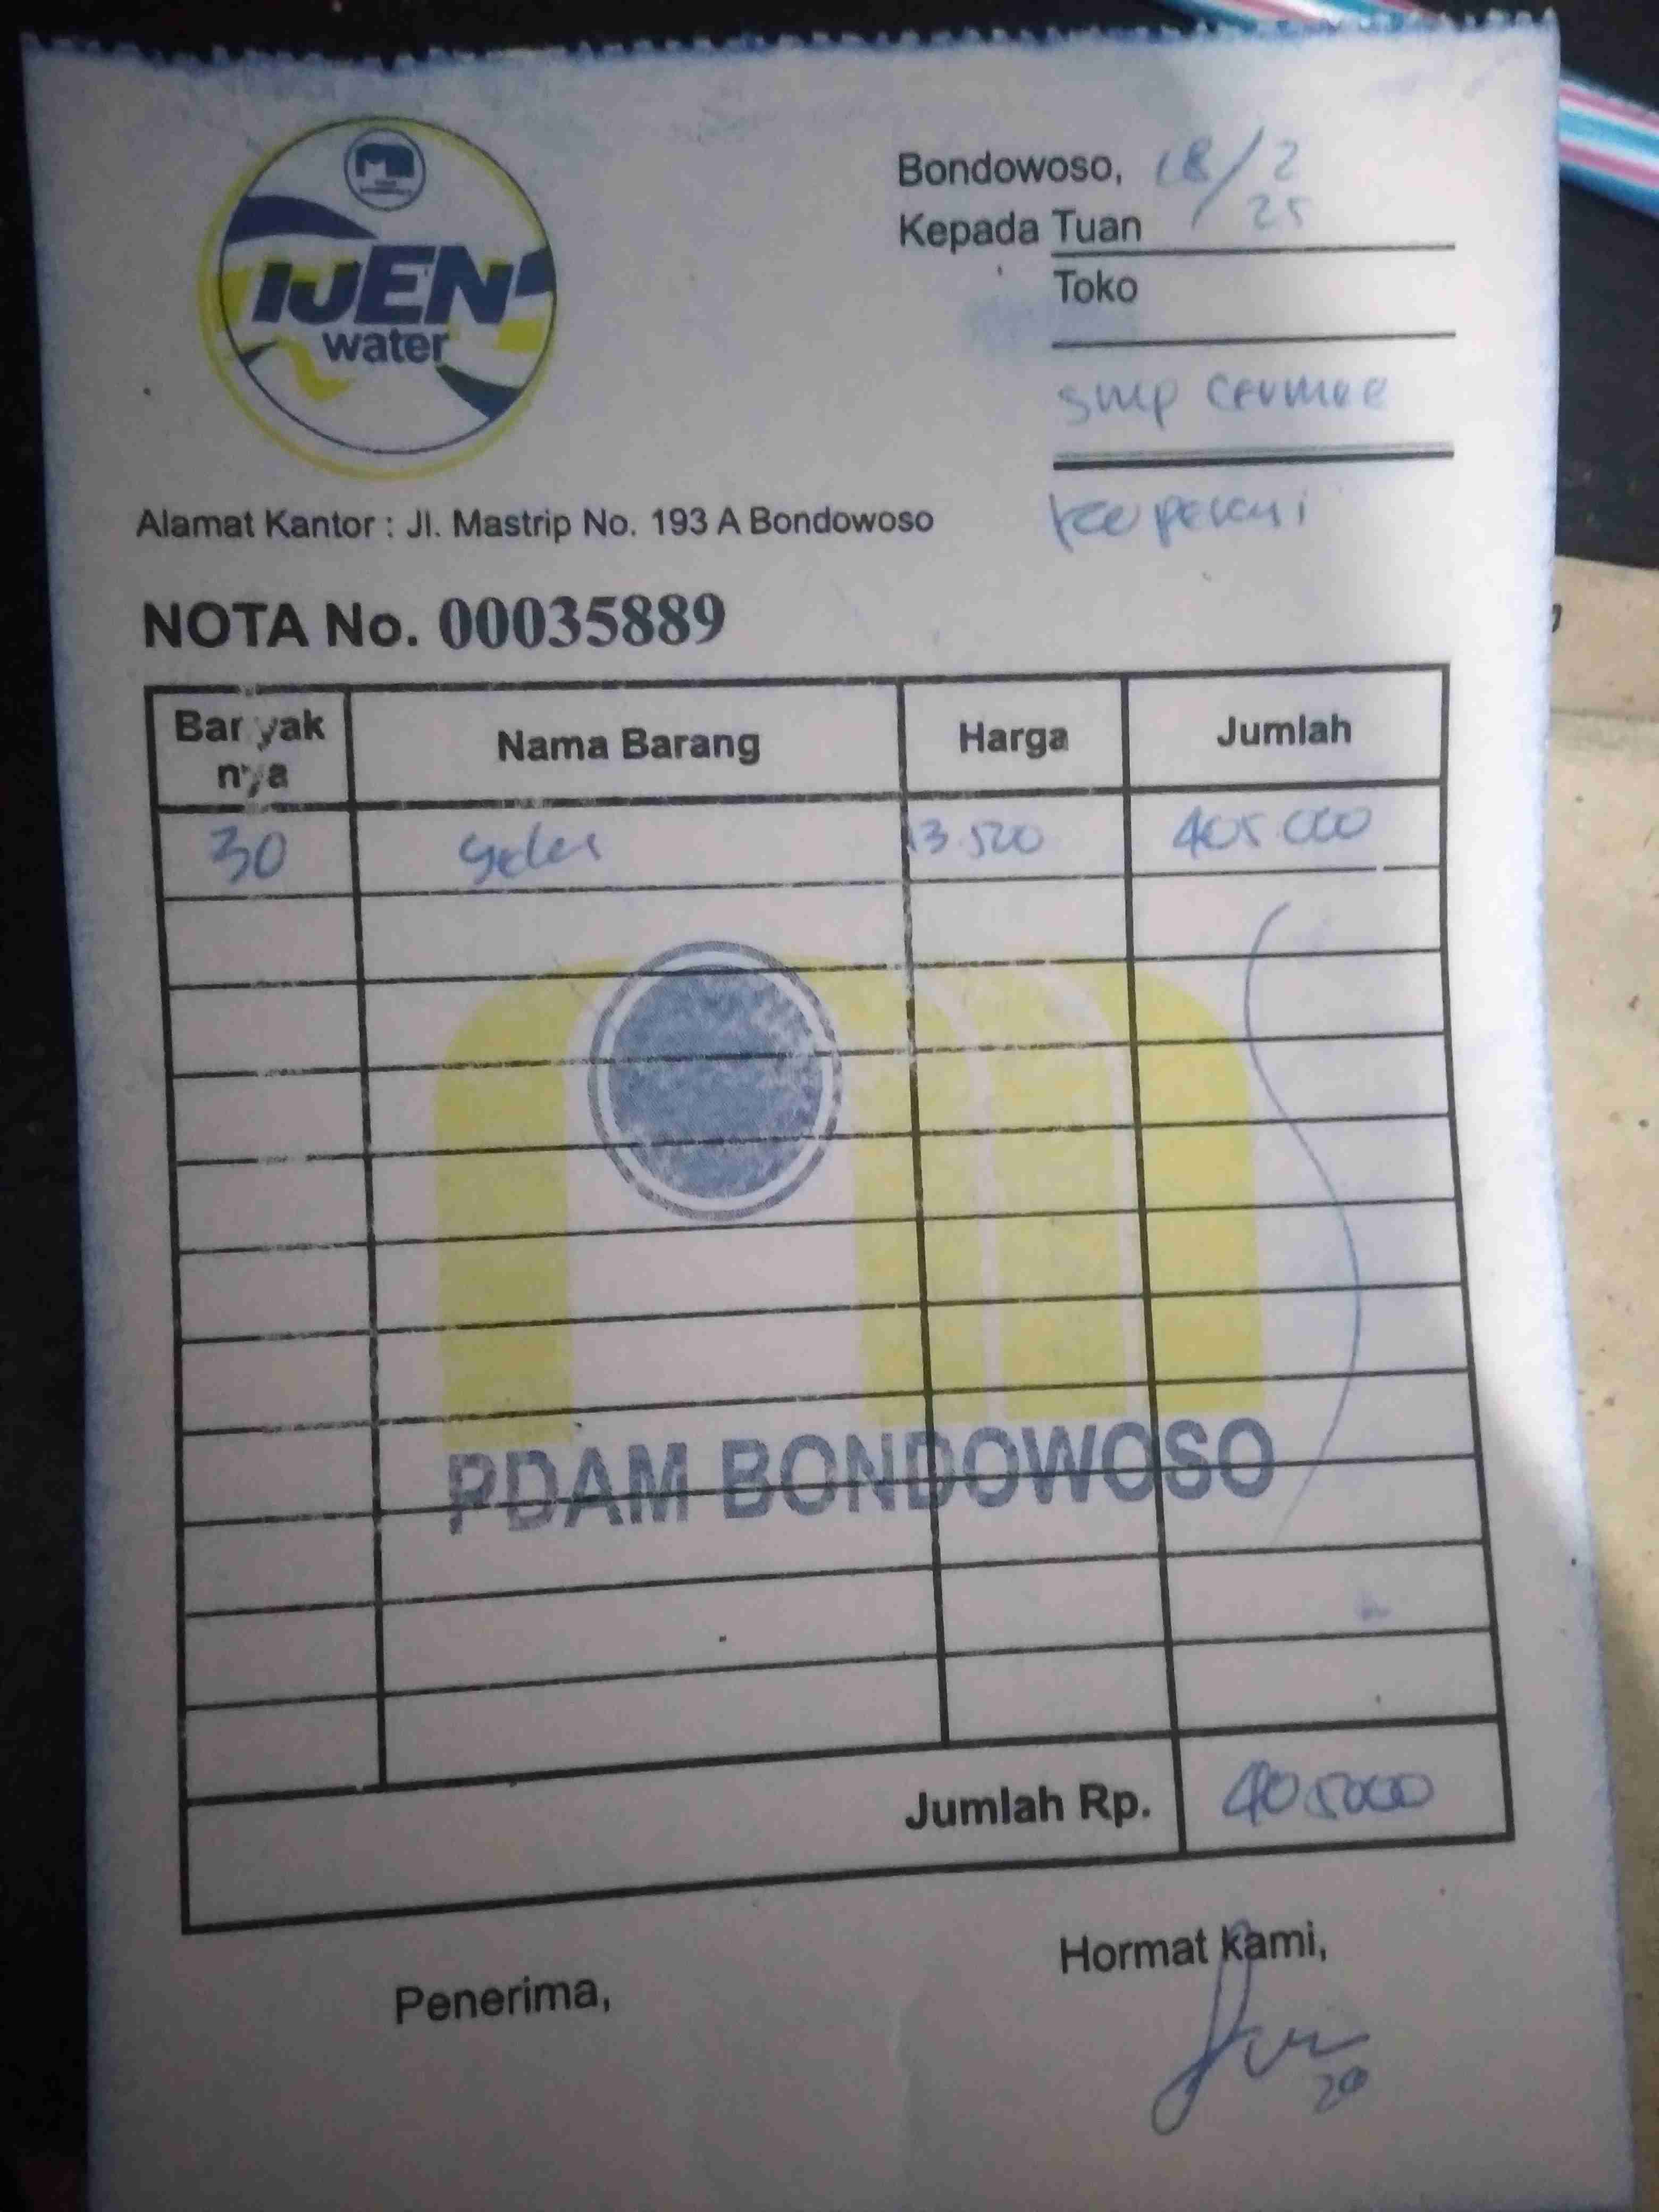 IJEN
water
Bondowoso, 18/2 25
Kepada Tuan
Toko
smp cermee
koperasi
Alamat Kantor : Jl. Mastrip No. 193 A Bondowoso
NOTA No. 00035889
Banyak nya Nama Barang Harga Jumlah
30 gelas 13.500 405.000
PDAM BONDOWOSO
Jumlah Rp. 405000
Penerima,
Hormat kami,